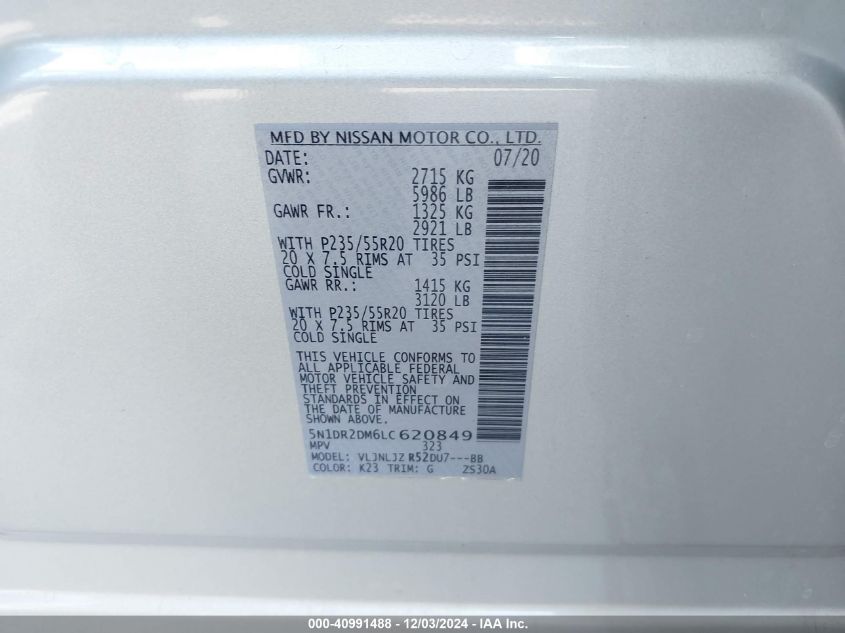 MFD BY NISSAN MOTOR CO., LTD.
DATE: 07/20
GVWR: 2715 KG
5986 LB
GAWR FR.: 1325 KG
2921 LB
WITH P235/55R20 TIRES
20 X 7.5 RIMS AT 35 PSI
COLD SINGLE
GAWR RR.: 1415 KG
3120 LB
WITH P235/55R20 TIRES
20 X 7.5 RIMS AT 35 PSI
COLD SINGLE
THIS VEHICLE CONFORMS TO
ALL APPLICABLE FEDERAL
MOTOR VEHICLE SAFETY AND
THEFT PREVENTION
STANDARDS IN EFFECT ON
THE DATE OF MANUFACTURE
SHOWN ABOVE.
5N1DR2DM6LC620849
MPV 323
MODEL: VLJNLJZ R52DU7---BB
COLOR: K23 TRIM: G ZS30A
000-40991488 - 12/03/2024 - IAA Inc.